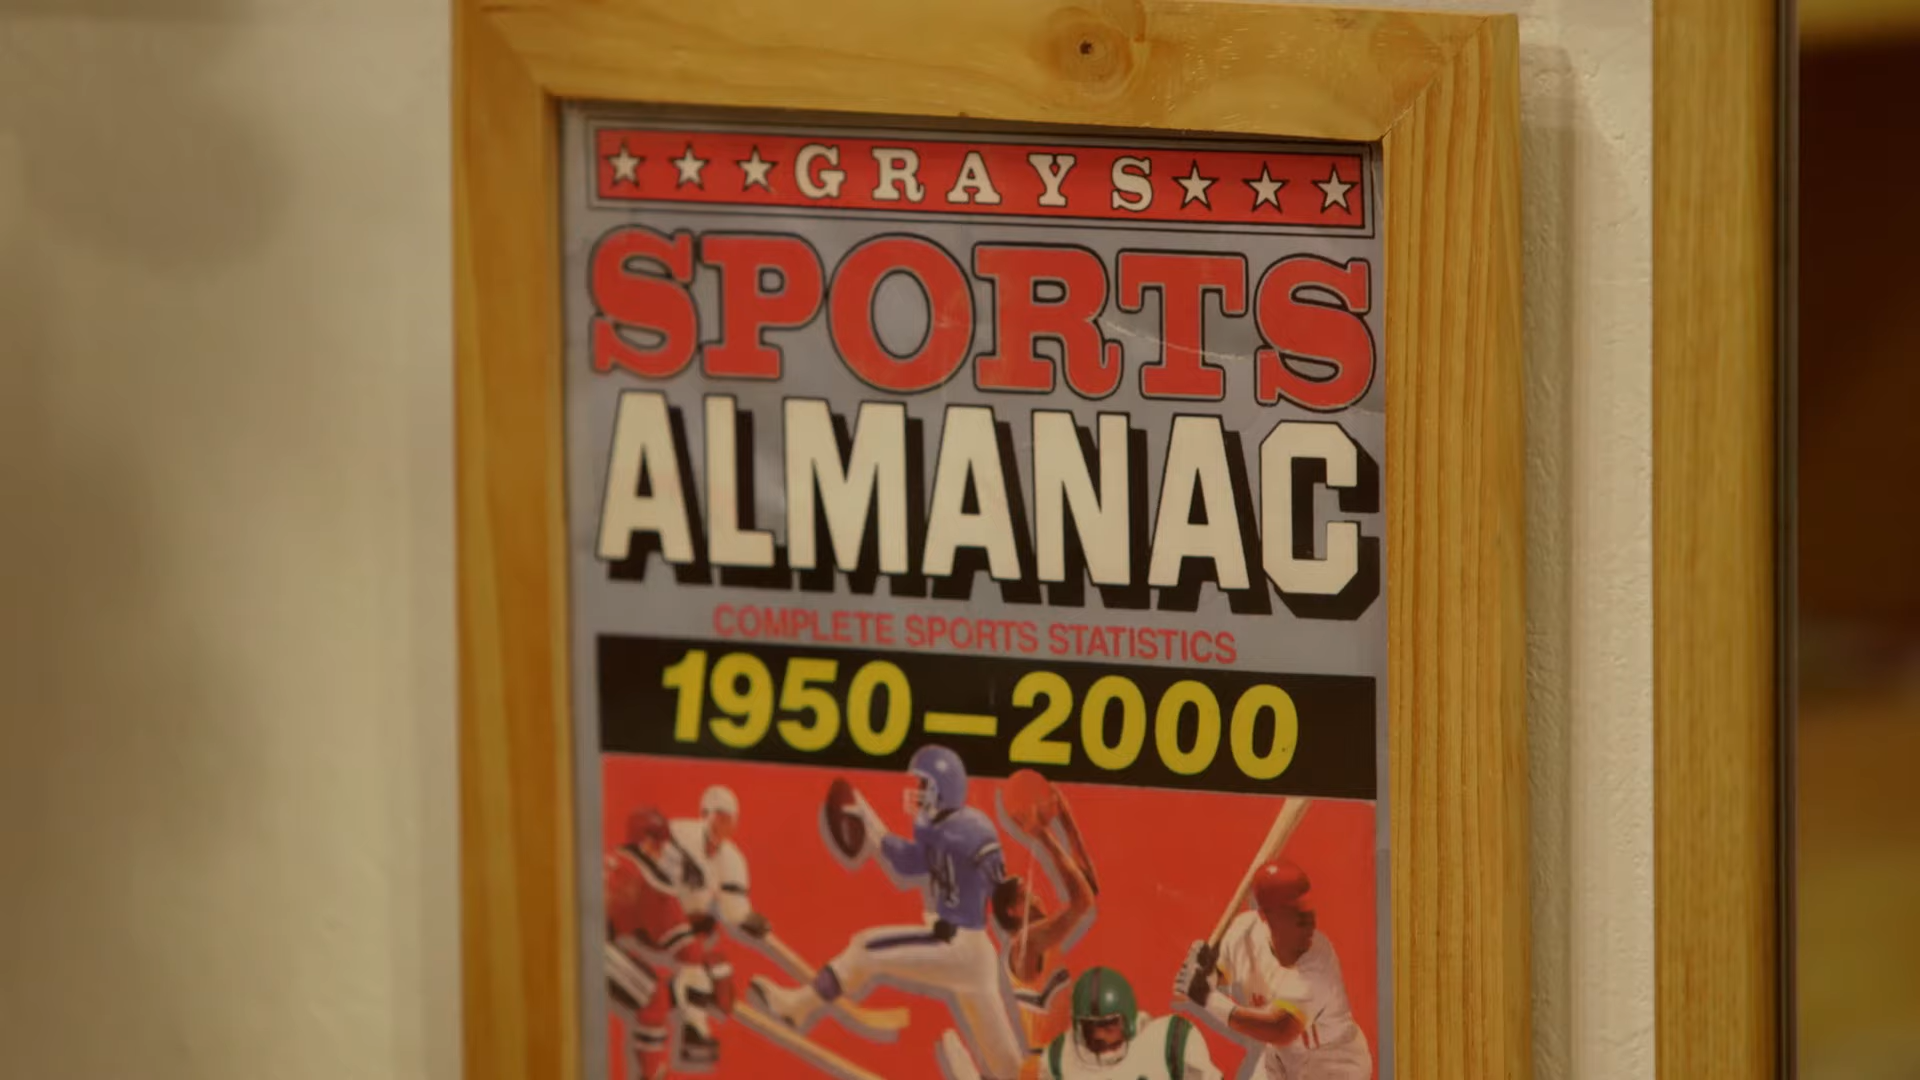 GRAYS
SPORTS
ALMANAC
COMPLETE SPORTS STATISTICS
1950-2000